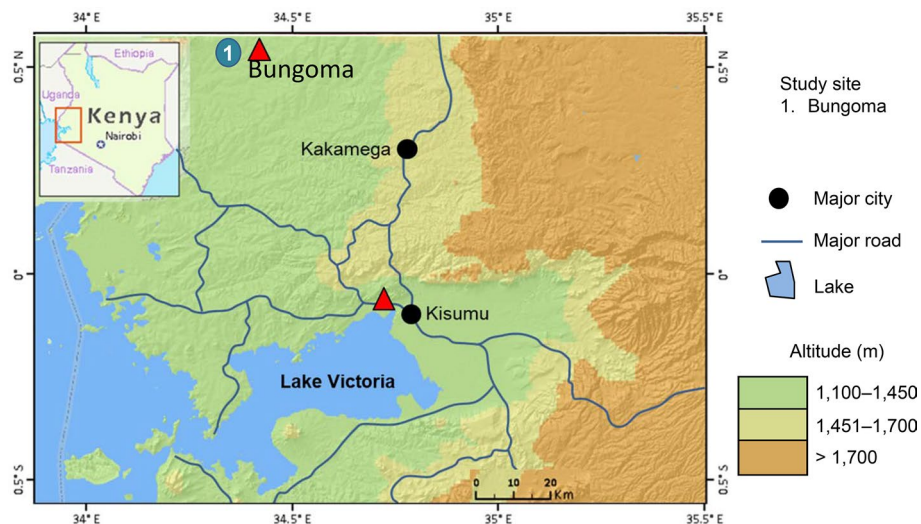 34° E
34.5° E
35° E
35.5° E
0.5° N
0°
0.5° S
Ethiopia
Uganda
Kenya
Nairobi
Tanzania
1
Bungoma
Kakamega
Kisumu
Lake Victoria
0 10 20
Km
0.5° N
0°
0.5° S
34° E
34.5° E
35° E
35.5° E
Study site
1. Bungoma
Major city
Major road
Lake
Altitude (m)
1,100–1,450
1,451–1,700
> 1,700